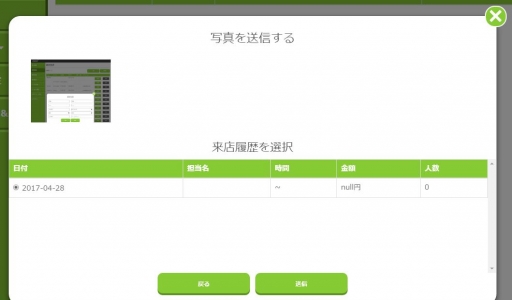 写真を送信する
来店履歴を選択
日付 担当名 時間 金額 人数
2017-04-28 ~ null円 0
戻る 送信